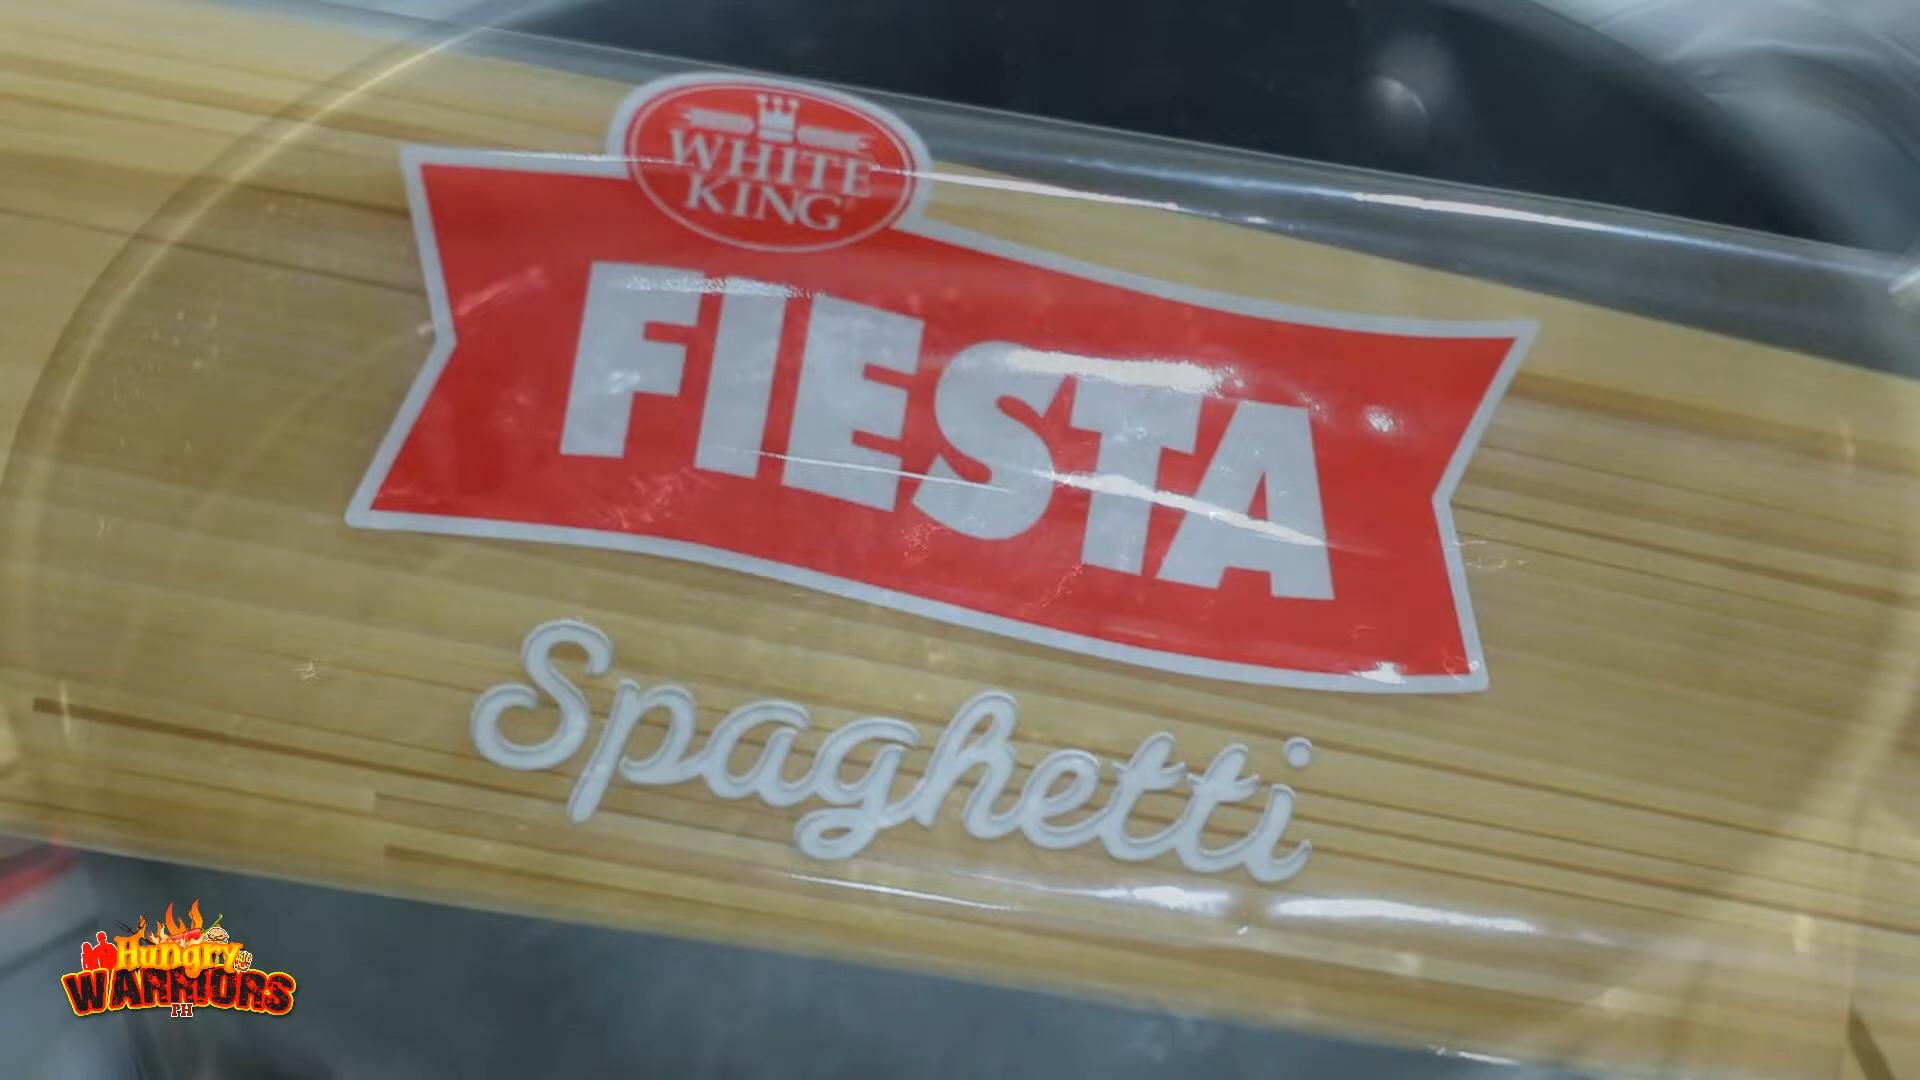 WHITE
KING
FIESTA
Spaghetti
Hungry
WARRIORS
PH